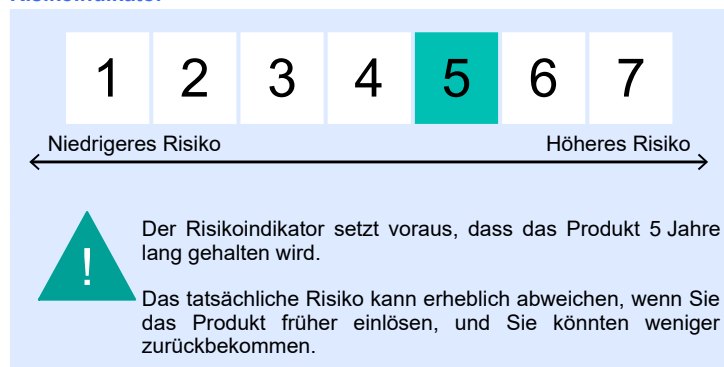 1 2 3 4 5 6 7
Niedrigeres Risiko Höheres Risiko
! Der Risikoindikator setzt voraus, dass das Produkt 5 Jahre
lang gehalten wird.
Das tatsächliche Risiko kann erheblich abweichen, wenn Sie
das Produkt früher einlösen, und Sie könnten weniger
zurückbekommen.